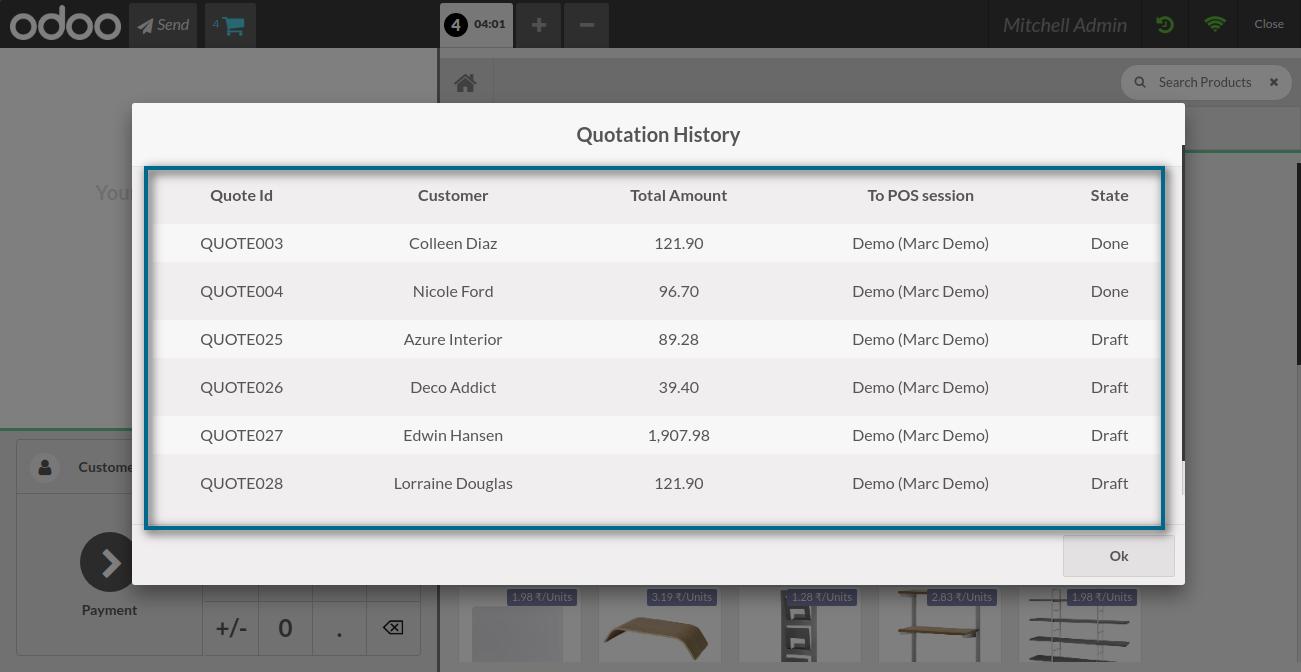 odoo Send 4 4 04:01 + − Mitchell Admin Close
Search Products ×
Quotation History
Quote Id Customer Total Amount To POS session State
QUOTE003 Colleen Diaz 121.90 Demo (Marc Demo) Done
QUOTE004 Nicole Ford 96.70 Demo (Marc Demo) Done
QUOTE025 Azure Interior 89.28 Demo (Marc Demo) Draft
QUOTE026 Deco Addict 39.40 Demo (Marc Demo) Draft
QUOTE027 Edwin Hansen 1,907.98 Demo (Marc Demo) Draft
QUOTE028 Lorraine Douglas 121.90 Demo (Marc Demo) Draft
Ok
You
Custome
Payment
+/- 0 .
1.98 ₹/Units 3.19 ₹/Units 1.28 ₹/Units 2.83 ₹/Units 1.98 ₹/Units